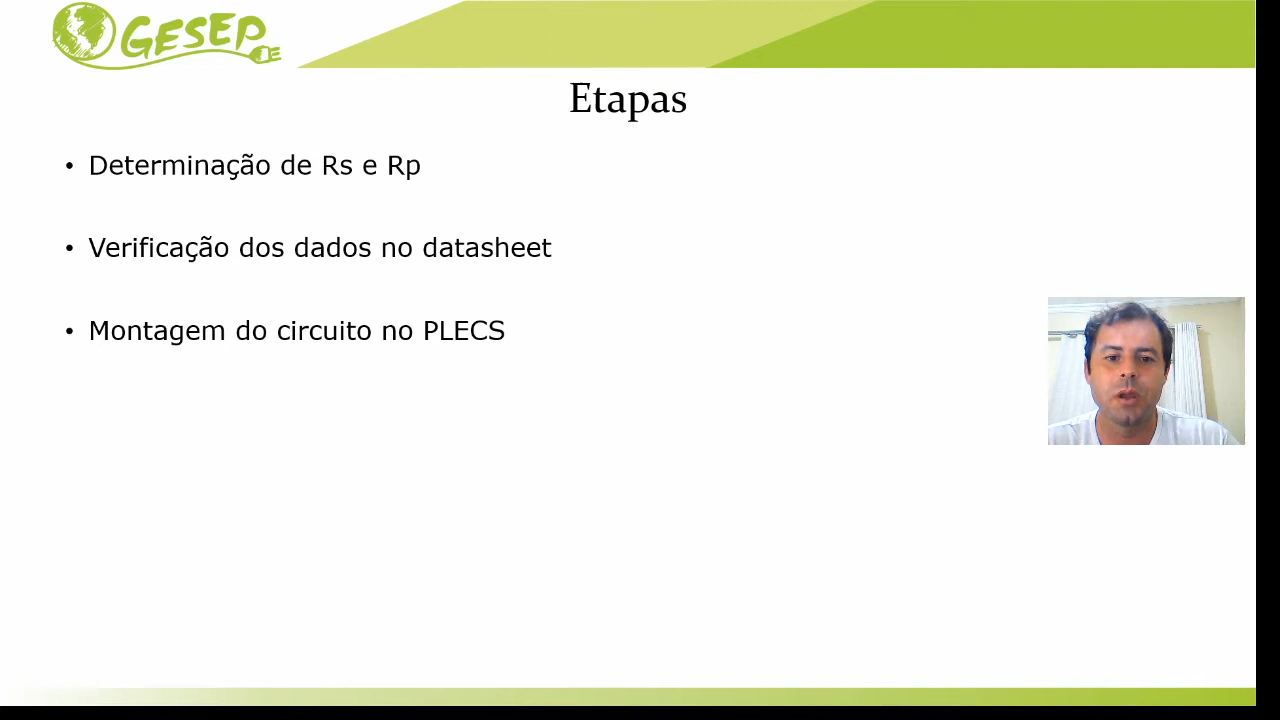 GESEP
Etapas
• Determinação de Rs e Rp
• Verificação dos dados no datasheet
• Montagem do circuito no PLECS